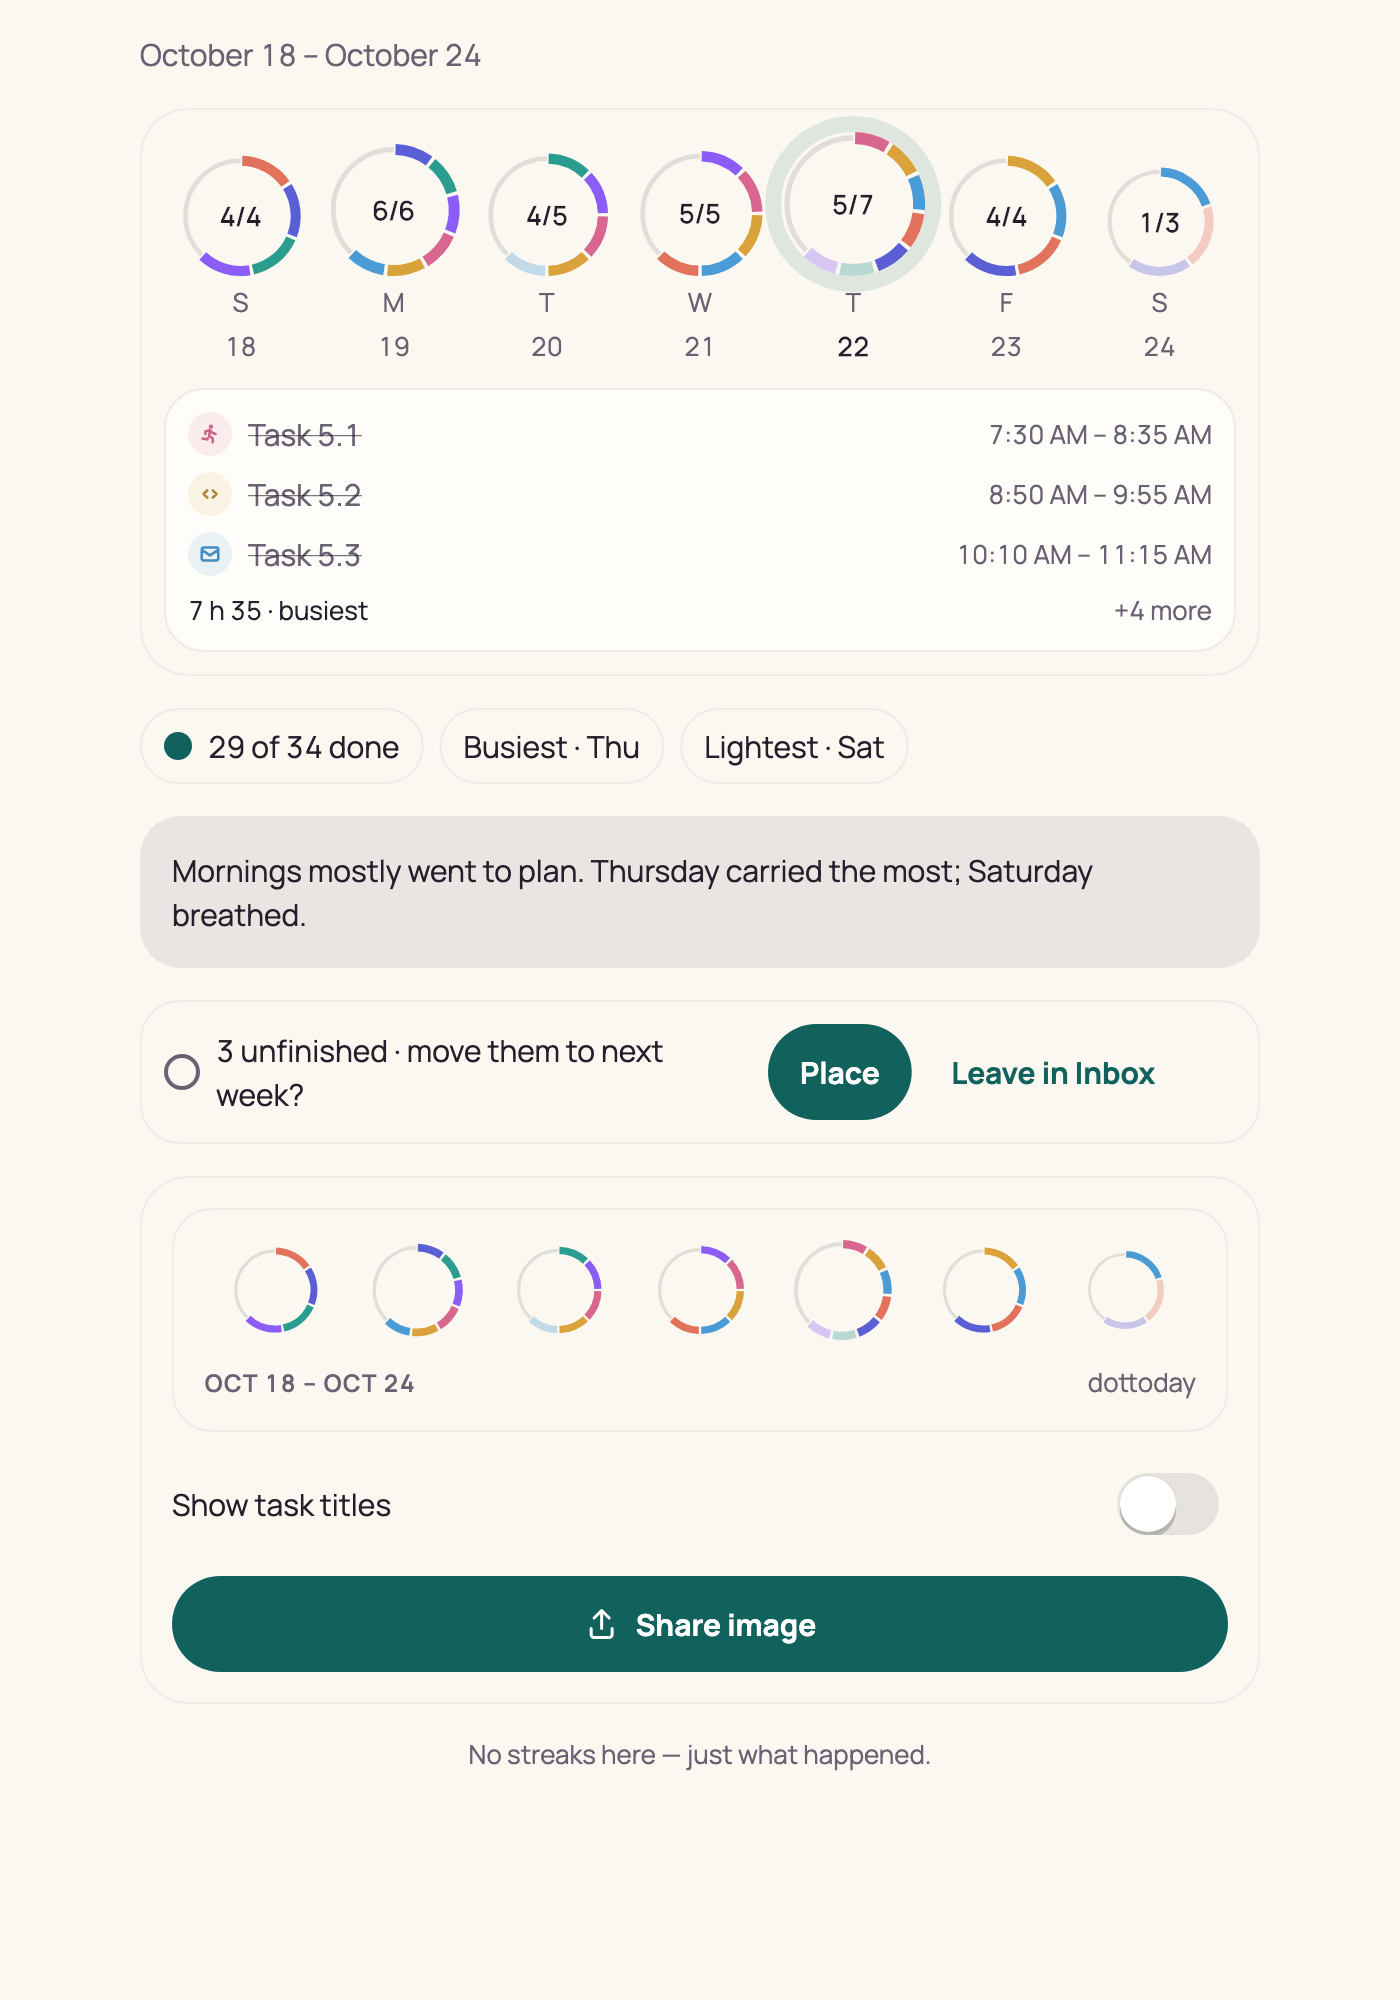 October 18 – October 24
4/4 6/6 4/5 5/5 5/7 4/4 1/3
S M T W T F S
18 19 20 21 22 23 24
Task 5.1 7:30 AM – 8:35 AM
Task 5.2 8:50 AM – 9:55 AM
Task 5.3 10:10 AM – 11:15 AM
7 h 35 · busiest +4 more
29 of 34 done Busiest · Thu Lightest · Sat
Mornings mostly went to plan. Thursday carried the most; Saturday
breathed.
3 unfinished · move them to next
week?
Place Leave in Inbox
OCT 18 – OCT 24 dottoday
Show task titles
Share image
No streaks here — just what happened.